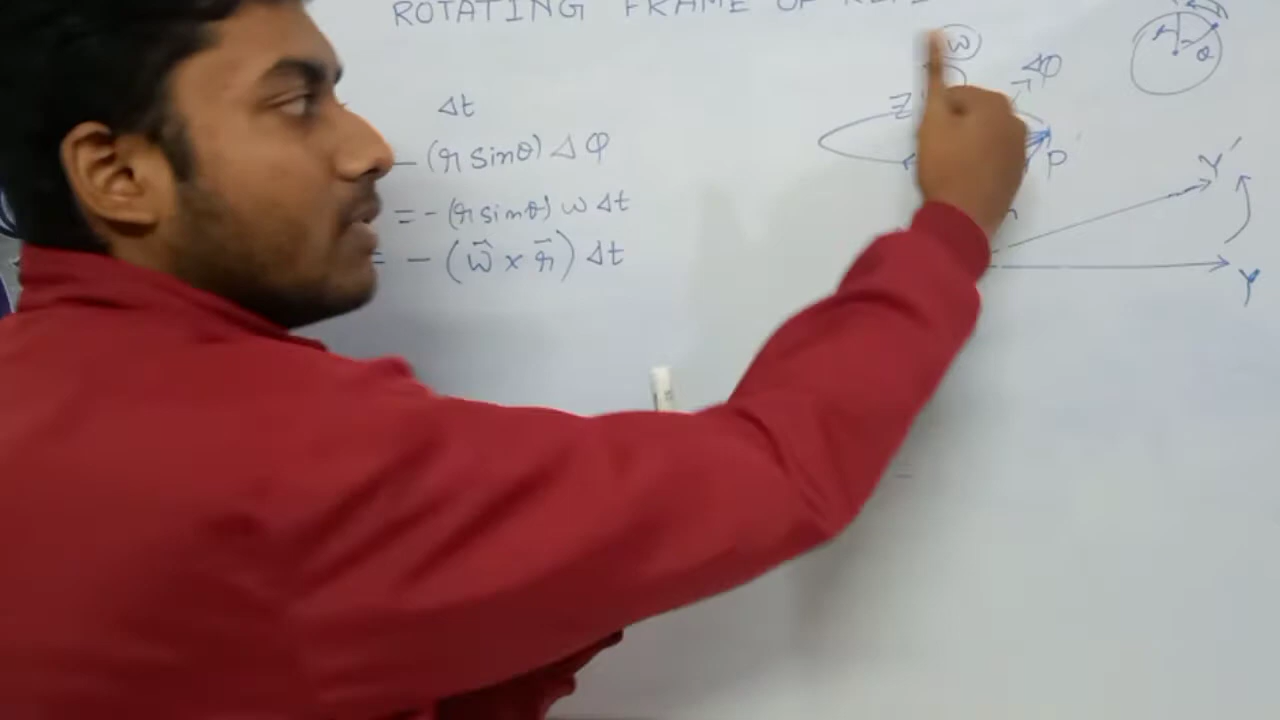 ROTATING FRAME OF
Δt
- (r sinθ) Δφ
= - (r sinθ) w Δt
= - (w⃗ × r⃗) Δt
w
Δφ
Z
P
r
θ
Y'
Y